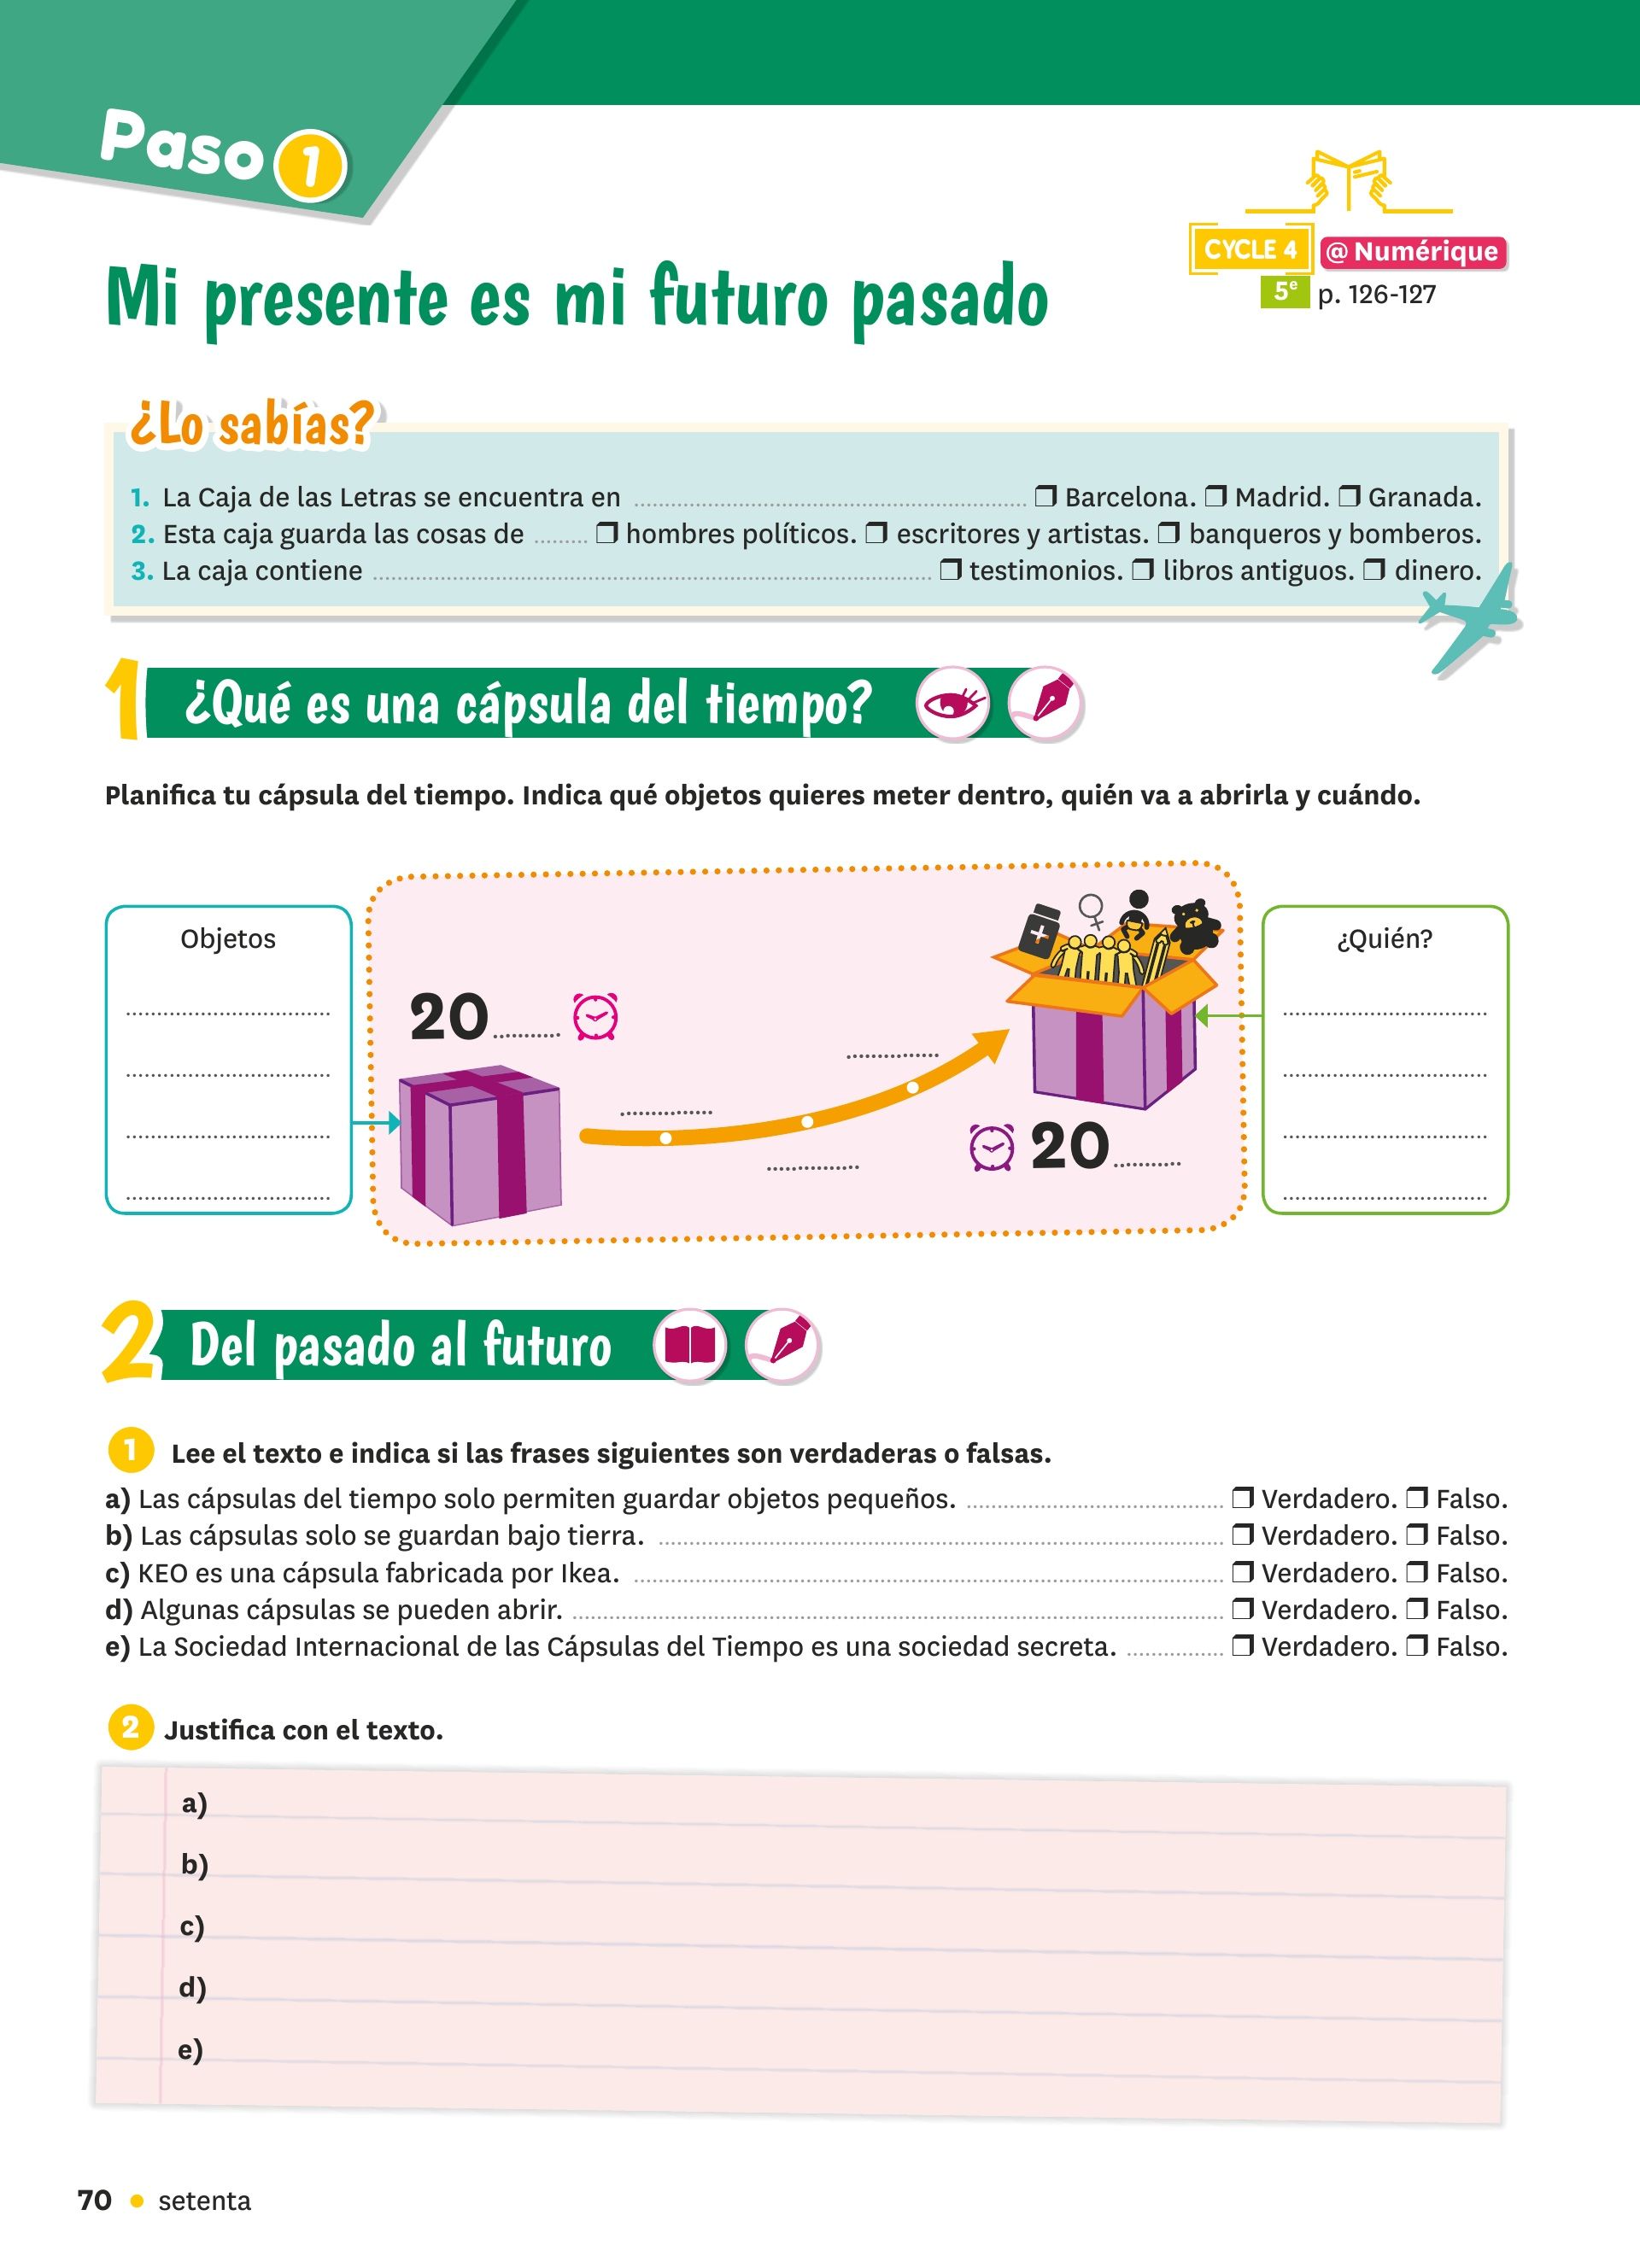 Paso 1
CYCLE 4 @ Numérique
5e p. 126-127
Mi presente es mi futuro pasado
¿Lo sabías?
1. La Caja de las Letras se encuentra en ........ ❒ Barcelona. ❒ Madrid. ❒ Granada.
2. Esta caja guarda las cosas de ........ ❒ hombres políticos. ❒ escritores y artistas. ❒ banqueros y bomberos.
3. La caja contiene ........ ❒ testimonios. ❒ libros antiguos. ❒ dinero.
1 ¿Qué es una cápsula del tiempo?
Planifica tu cápsula del tiempo. Indica qué objetos quieres meter dentro, quién va a abrirla y cuándo.
Objetos
20........
20........
¿Quién?
2 Del pasado al futuro
1 Lee el texto e indica si las frases siguientes son verdaderas o falsas.
a) Las cápsulas del tiempo solo permiten guardar objetos pequeños. ........ ❒ Verdadero. ❒ Falso.
b) Las cápsulas solo se guardan bajo tierra. ........ ❒ Verdadero. ❒ Falso.
c) KEO es una cápsula fabricada por Ikea. ........ ❒ Verdadero. ❒ Falso.
d) Algunas cápsulas se pueden abrir. ........ ❒ Verdadero. ❒ Falso.
e) La Sociedad Internacional de las Cápsulas del Tiempo es una sociedad secreta. ........ ❒ Verdadero. ❒ Falso.
2 Justifica con el texto.
a)
b)
c)
d)
e)
70 • setenta